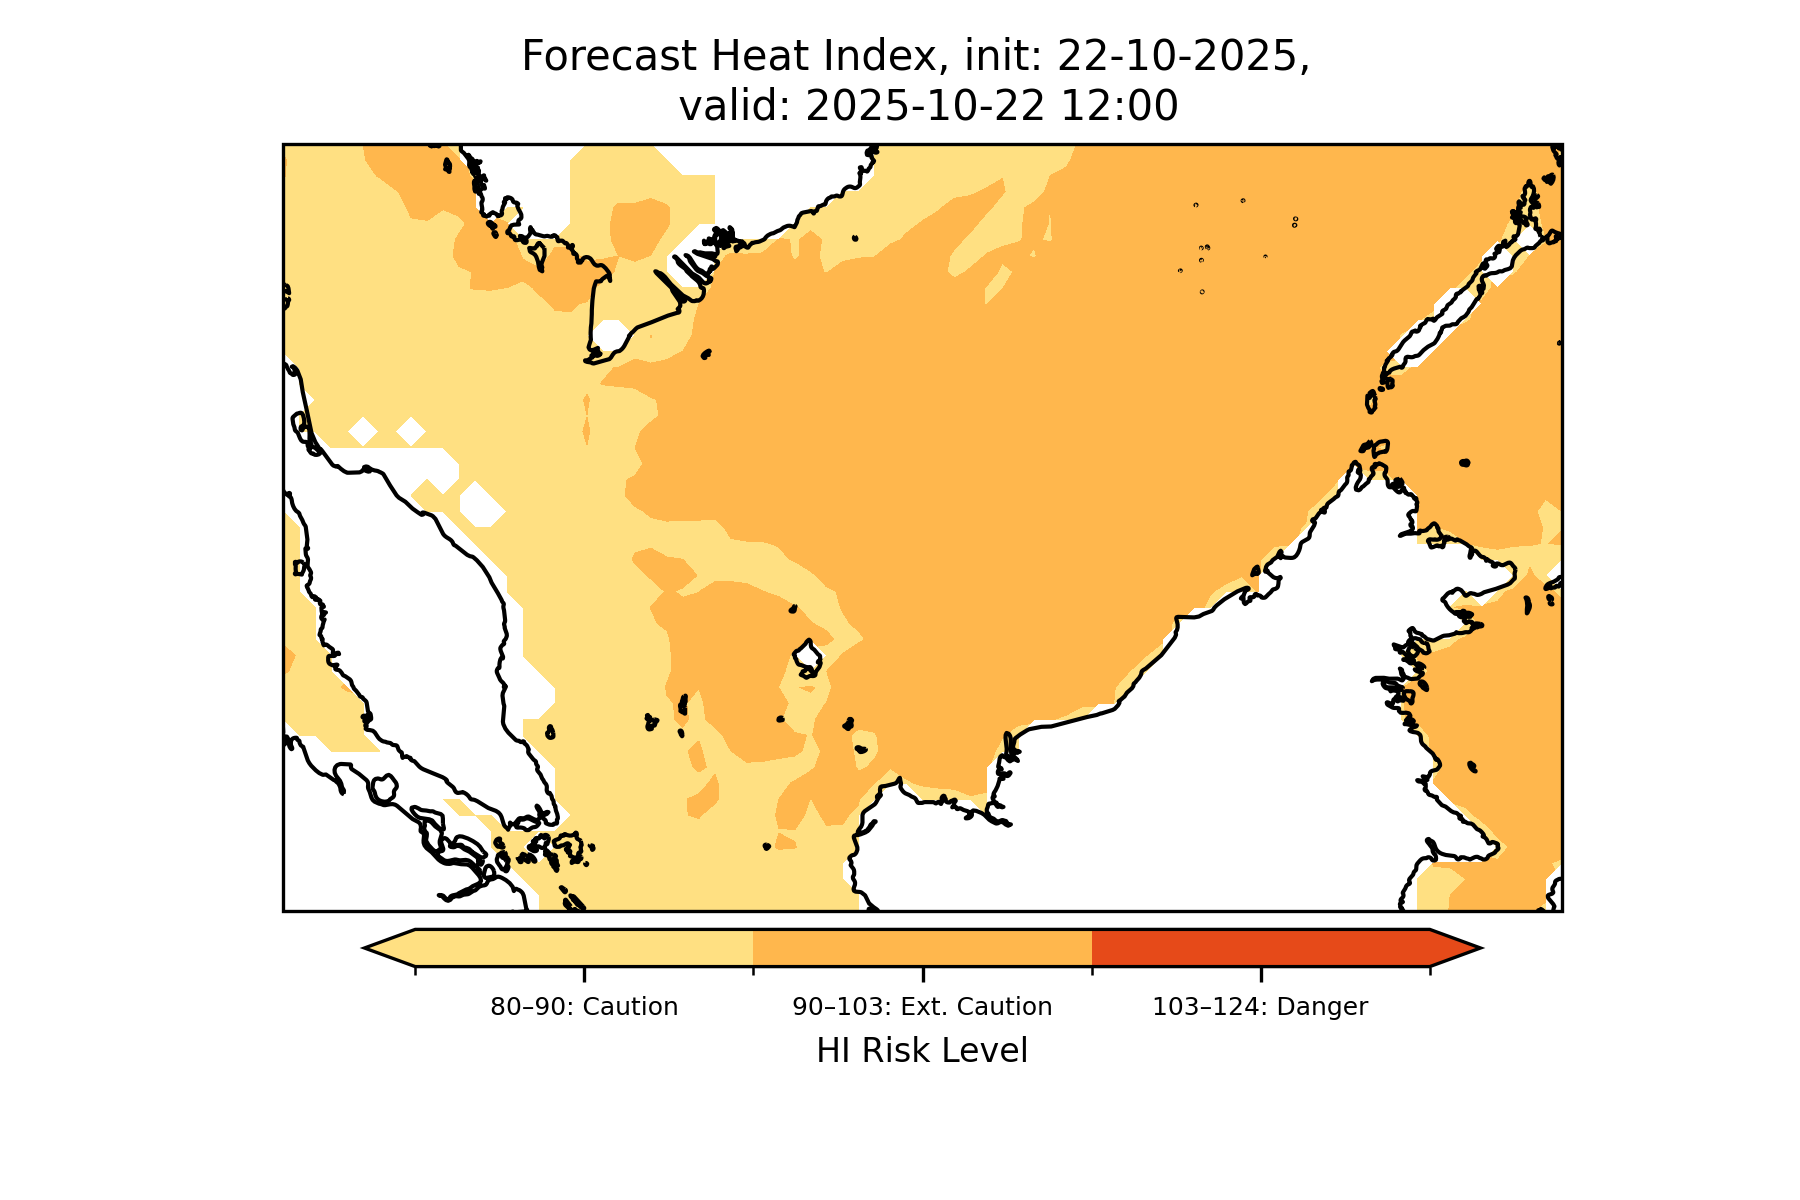 Forecast Heat Index, init: 22-10-2025,
valid: 2025-10-22 12:00
80–90: Caution
90–103: Ext. Caution
103–124: Danger
HI Risk Level